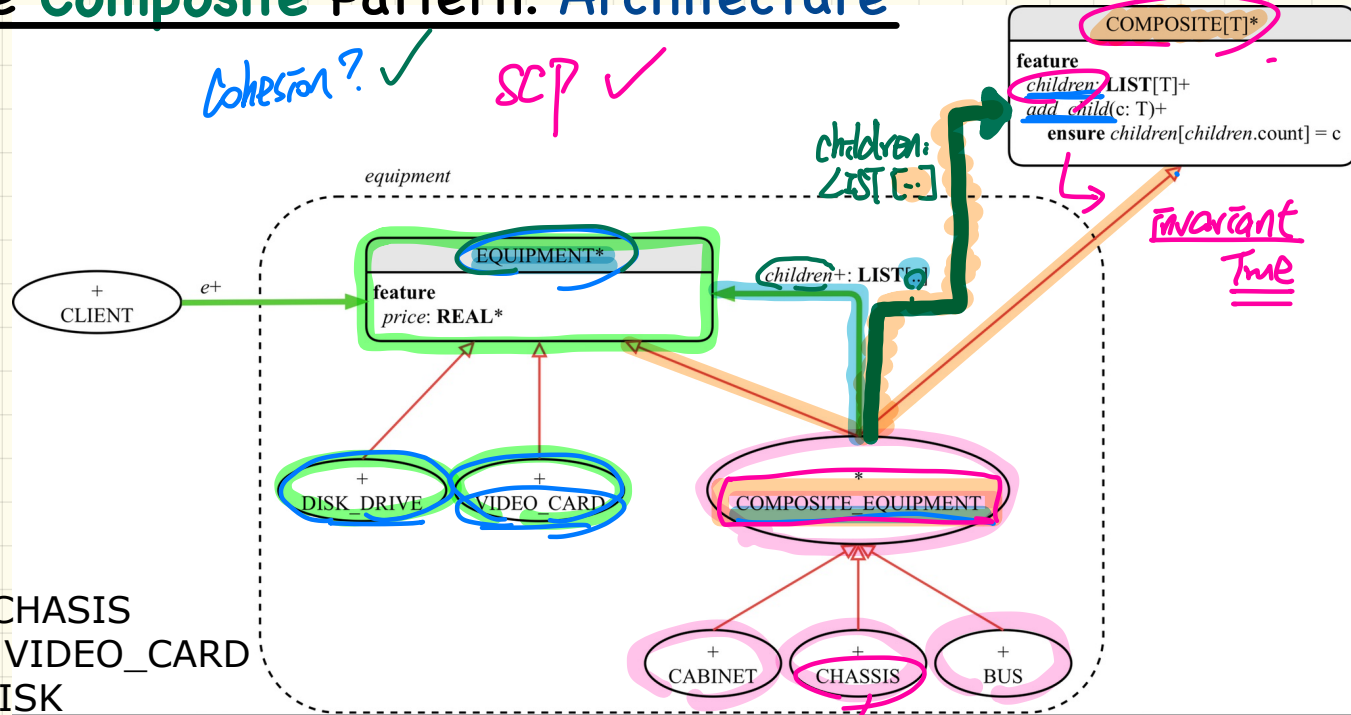 e Composite Pattern: Architecture
Cohesion? ✓
SCP ✓
COMPOSITE[T]*
feature
children: LIST[T]+
add_child(c: T)+
ensure children[children.count] = c
invariant
True
children:
LIST[..]
equipment
EQUIPMENT*
feature
price: REAL*
children+: LIST[..]
+
CLIENT
e+
+
DISK_DRIVE
+
VIDEO_CARD
*
COMPOSITE_EQUIPMENT
+
CABINET
+
CHASSIS
+
BUS
CHASIS
VIDEO_CARD
ISK